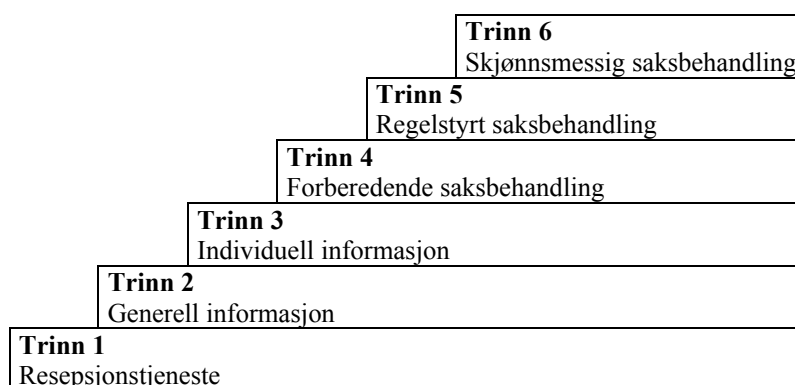 Trinn 6
Skjønnsmessig saksbehandling
Trinn 5
Regelstyrt saksbehandling
Trinn 4
Forberedende saksbehandling
Trinn 3
Individuell informasjon
Trinn 2
Generell informasjon
Trinn 1
Resepsjonstjeneste